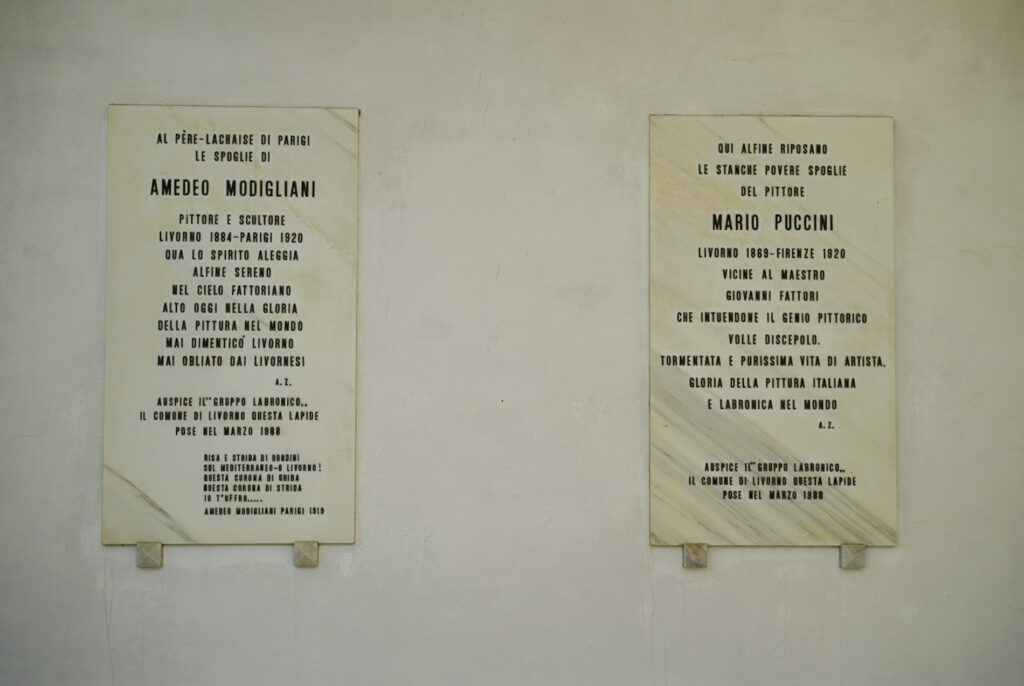 AL PÈRE-LACHAISE DI PARIGI
LE SPOGLIE DI
AMEDEO MODIGLIANI
PITTORE E SCULTORE
LIVORNO 1884-PARIGI 1920
QUA LO SPIRITO ALEGGIA
ALFINE SERENO
NEL CIELO FATTORIANO
ALTO OGGI NELLA GLORIA
DELLA PITTURA NEL MONDO
MAI DIMENTICO' LIVORNO
MAI OBLIATO DAI LIVORNESI
A.Z.
AUSPICE IL"GRUPPO LABRONICO„
IL COMUNE DI LIVORNO QUESTA LAPIDE
POSE NEL MARZO 1988
RISA E STRIDA DI RONDINI
SUL MEDITERRANEO-O LIVORNO!
QUESTA CORONA DI GRIDA
QUESTA CORONA DI STRIDA
IO T'OFFRO.....
AMEDEO MODIGLIANI PARIGI 1919
QUI ALFINE RIPOSANO
LE STANCHE POVERE SPOGLIE
DEL PITTORE
MARIO PUCCINI
LIVORNO 1869-FIRENZE 1920
VICINE AL MAESTRO
GIOVANNI FATTORI
CHE INTUENDONE IL GENIO PITTORICO
VOLLE DISCEPOLO.
TORMENTATA E PURISSIMA VITA DI ARTISTA.
GLORIA DELLA PITTURA ITALIANA
E LABRONICA NEL MONDO
A.Z.
AUSPICE IL"GRUPPO LABRONICO„
IL COMUNE DI LIVORNO QUESTA LAPIDE
POSE NEL MARZO 1988